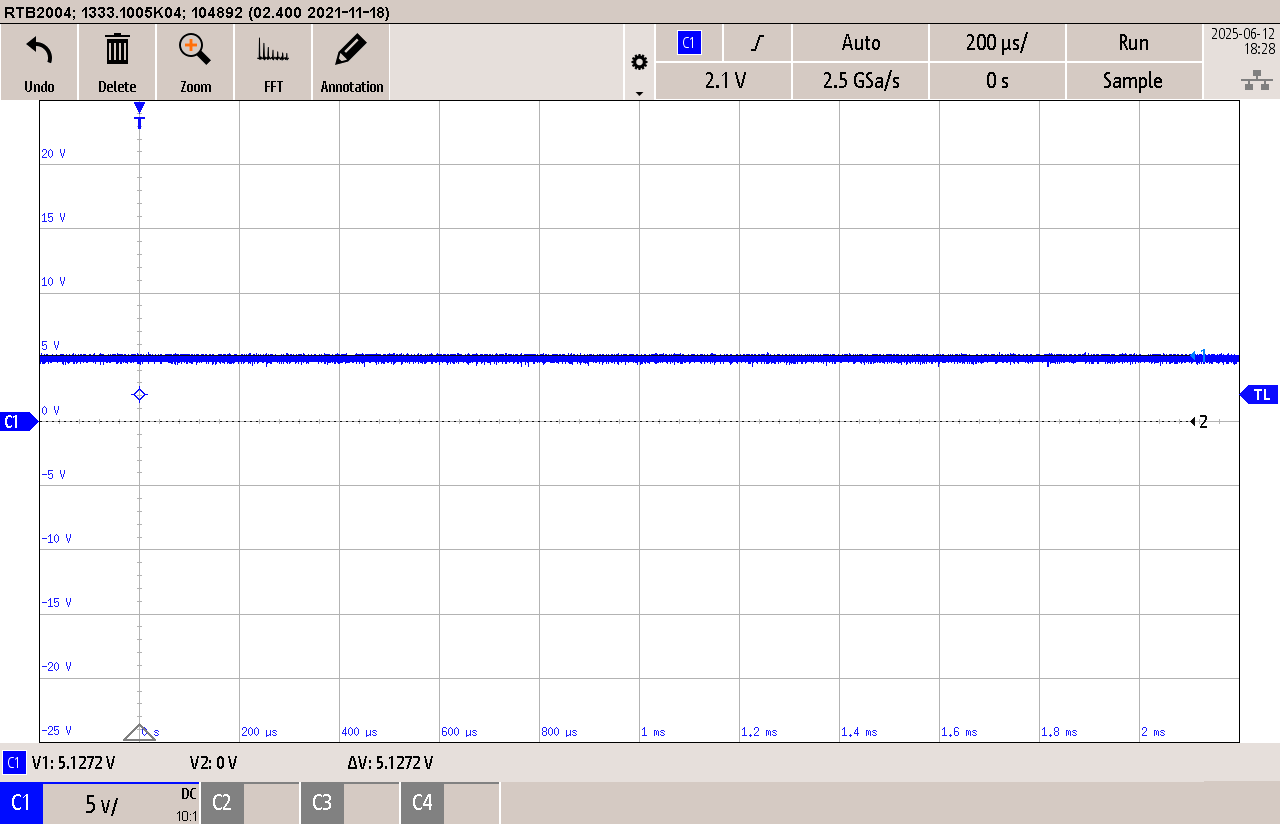 RTB2004; 1333.1005K04; 104892 (02.400 2021-11-18)
Undo
Delete
Zoom
FFT
Annotation
C1
Auto
200 µs/
Run
2025-06-12
18:28
2.1 V
2.5 GSa/s
0 s
Sample
T
20 V
15 V
10 V
5 V
1
TL
0 V
C1
2
-5 V
-10 V
-15 V
-20 V
-25 V
0 s
200 µs
400 µs
600 µs
800 µs
1 ms
1.2 ms
1.4 ms
1.6 ms
1.8 ms
2 ms
C1 V1: 5.1272 V V2: 0 V ΔV: 5.1272 V
C1 5 V/ DC 10:1 C2 C3 C4